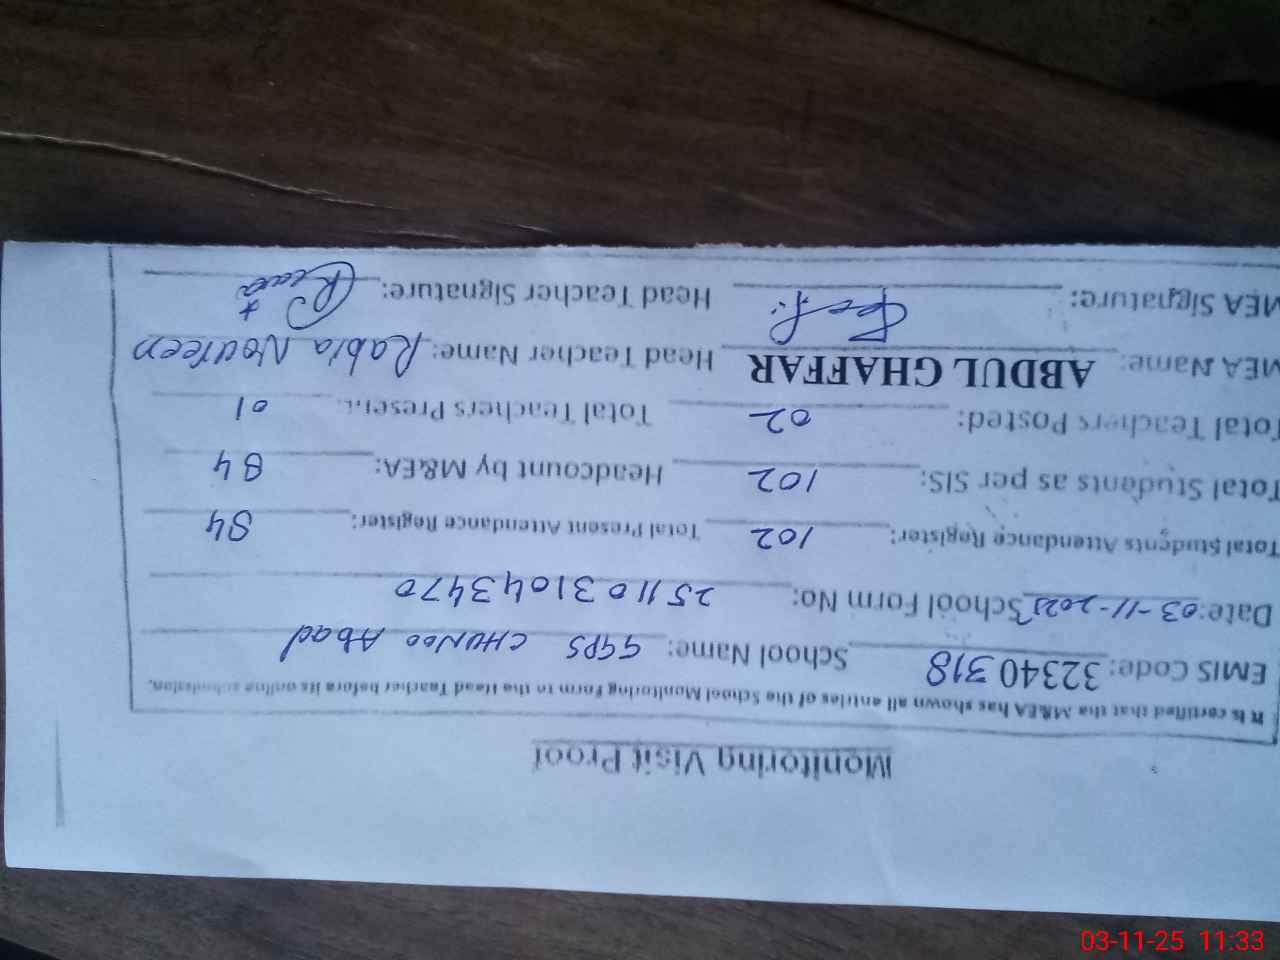 Monitoring Visit Proof
It is certified that the M&EA has shown all entries of the School Monitoring Form to the Head Teacher before its online submission.
EMIS Code: 32340318 School Name: GGPS CHUNOO Abad
Date: 03-11-2025 School Form No: 2511031043470
Total Students Attendance Register: 102 Total Present Attendance Register: 84
Total Students as per SIS: 102 Headcount by M&EA: 84
Total Teachers Posted: 02 Total Teachers Present: 01
MEA Name: ABDUL GHAFFAR Head Teacher Name: Rabia Noureen
MEA Signature: Head Teacher Signature:
03-11-25 11:33